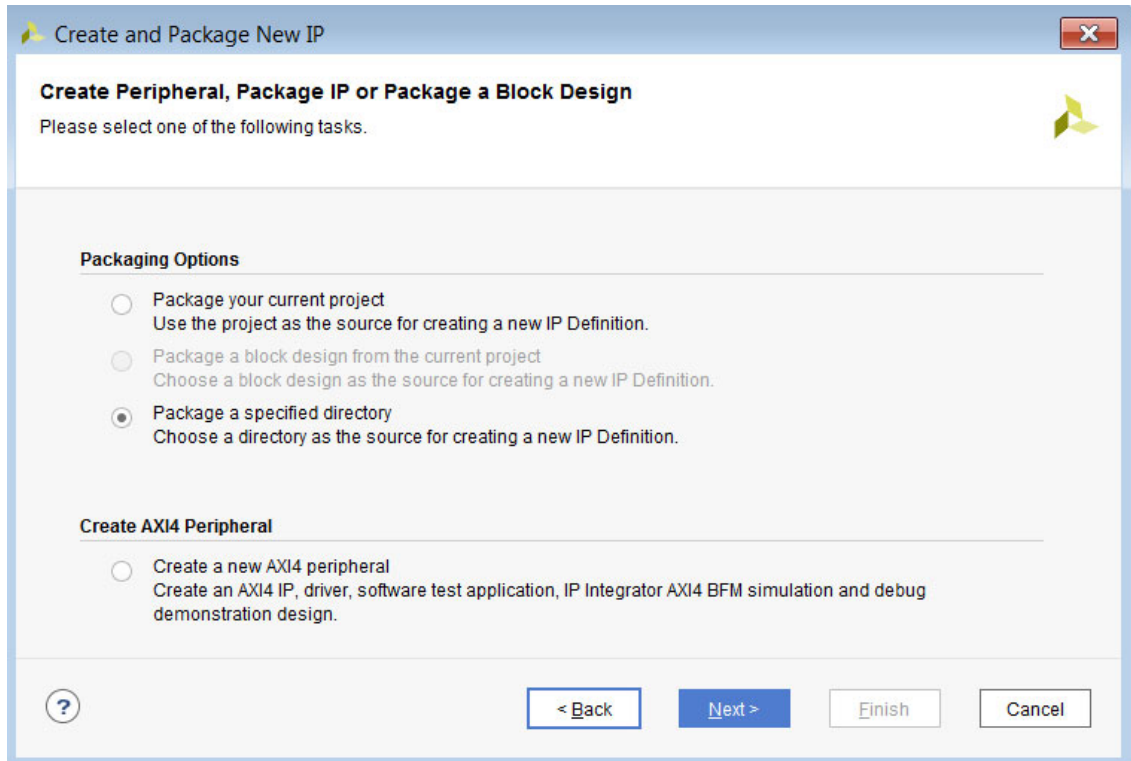 Create and Package New IP
Create Peripheral, Package IP or Package a Block Design
Please select one of the following tasks.
Packaging Options
Package your current project
Use the project as the source for creating a new IP Definition.
Package a block design from the current project
Choose a block design as the source for creating a new IP Definition.
Package a specified directory
Choose a directory as the source for creating a new IP Definition.
Create AXI4 Peripheral
Create a new AXI4 peripheral
Create an AXI4 IP, driver, software test application, IP Integrator AXI4 BFM simulation and debug
demonstration design.
?
< Back
Next >
Finish
Cancel